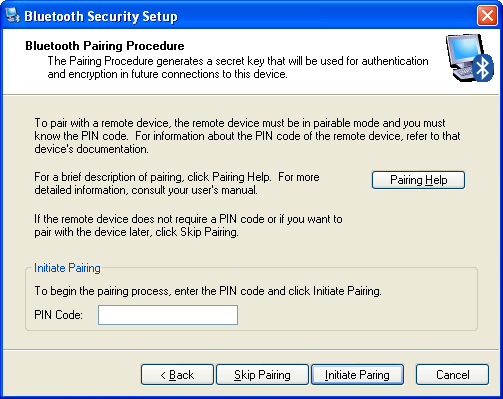 Bluetooth Security Setup
Bluetooth Pairing Procedure
The Pairing Procedure generates a secret key that will be used for authentication
and encryption in future connections to this device.
To pair with a remote device, the remote device must be in pairable mode and you must
know the PIN code. For information about the PIN code of the remote device, refer to that
device's documentation.
For a brief description of pairing, click Pairing Help. For more
detailed information, consult your user's manual.
Pairing Help
If the remote device does not require a PIN code or if you want to
pair with the device later, click Skip Pairing.
Initiate Pairing
To begin the pairing process, enter the PIN code and click Initiate Pairing.
PIN Code:
< Back
Skip Pairing
Initiate Paring
Cancel